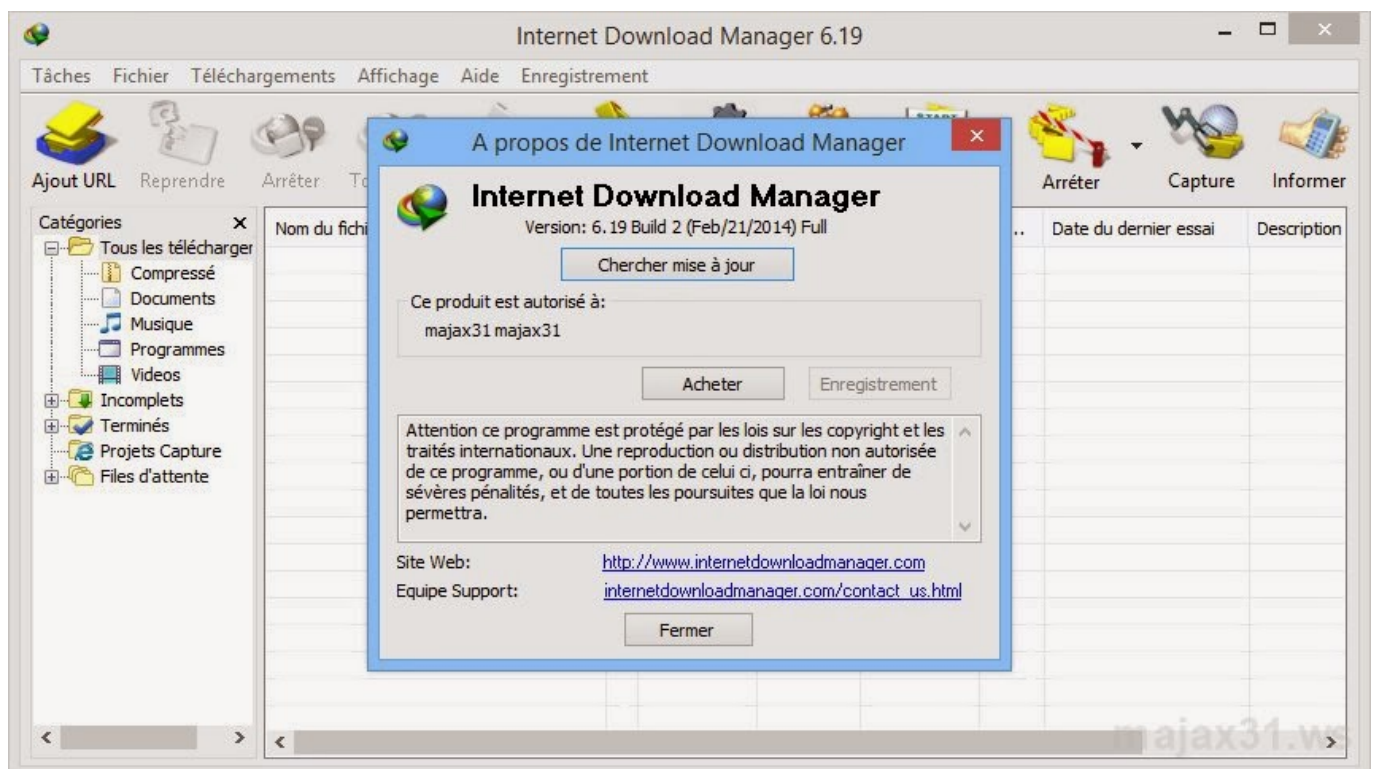 Internet Download Manager 6.19
Tâches Fichier Téléchargements Affichage Aide Enregistrement
Ajout URL Reprendre Arrêter Arréter Capture Informer
A propos de Internet Download Manager
Internet Download Manager
Version: 6.19 Build 2 (Feb/21/2014) Full
Chercher mise à jour
Ce produit est autorisé à:
majax31 majax31
Acheter Enregistrement
Attention ce programme est protégé par les lois sur les copyright et les
traités internationaux. Une reproduction ou distribution non autorisée
de ce programme, ou d'une portion de celui ci, pourra entraîner de
sévères pénalités, et de toutes les poursuites que la loi nous
permettra.
Site Web: http://www.internetdownloadmanager.com
Equipe Support: internetdownloadmanager.com/contact_us.html
Fermer
Catégories
Tous les télécharger
Compressé
Documents
Musique
Programmes
Videos
Incomplets
Terminés
Projets Capture
Files d'attente
Nom du fichi .. Date du dernier essai Description
majax31.ws